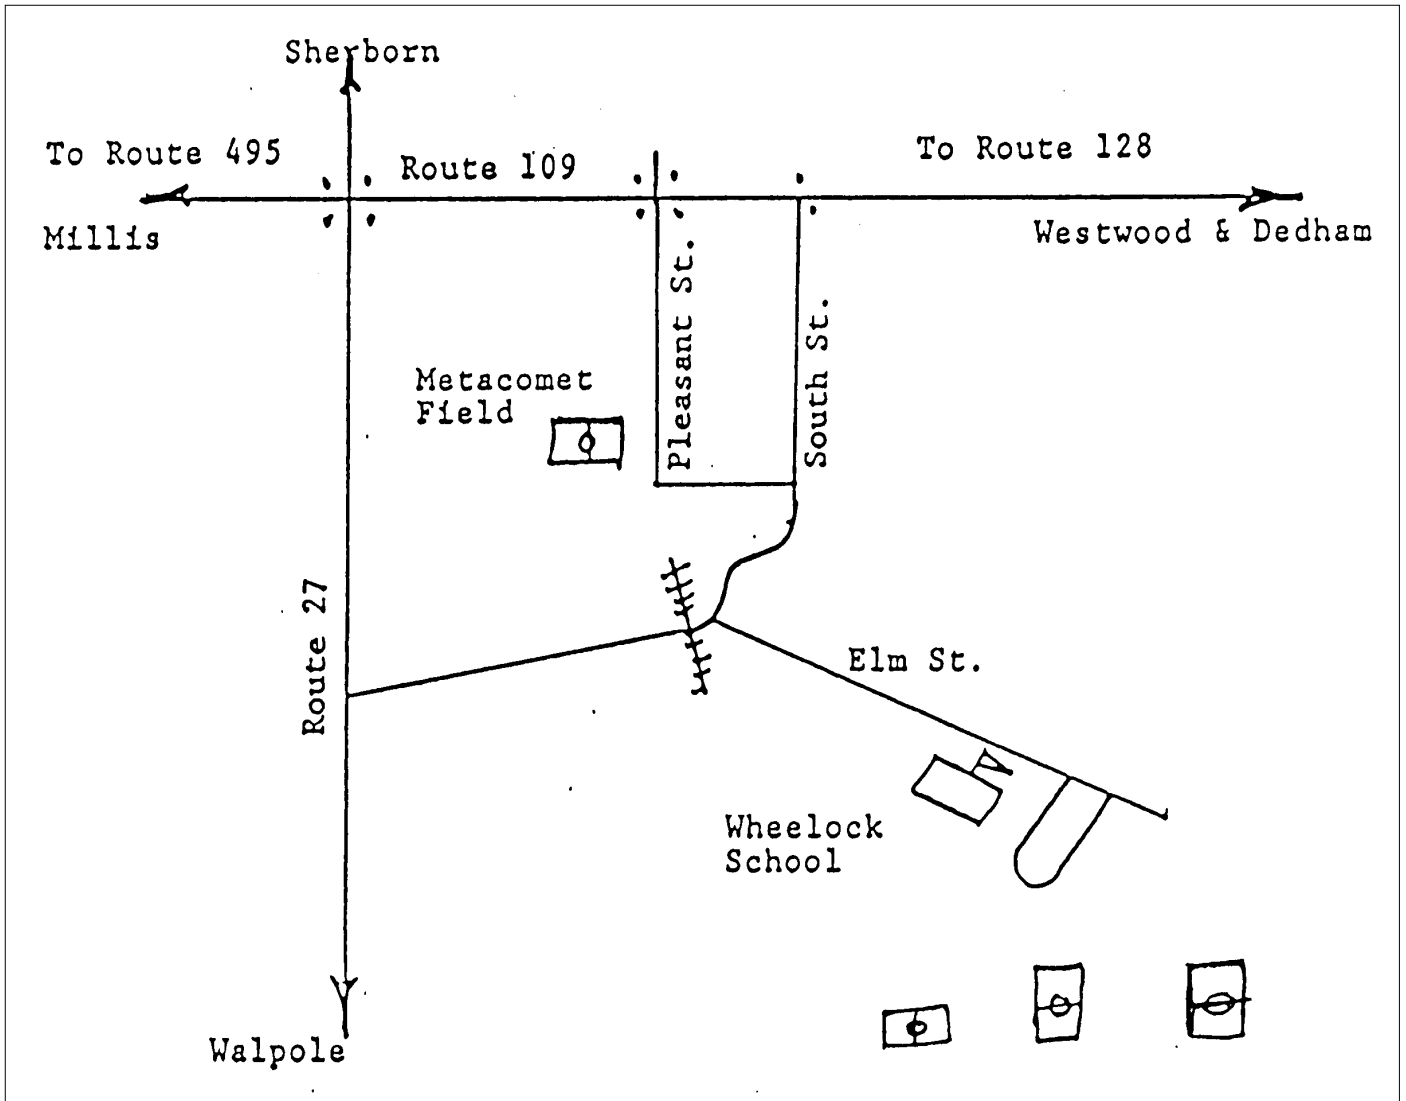 Sherborn
To Route 495
Route 109
To Route 128
Millis
Westwood & Dedham
Pleasant St.
South St.
Metacomet
Field
Route 27
Elm St.
Wheelock
School
Walpole